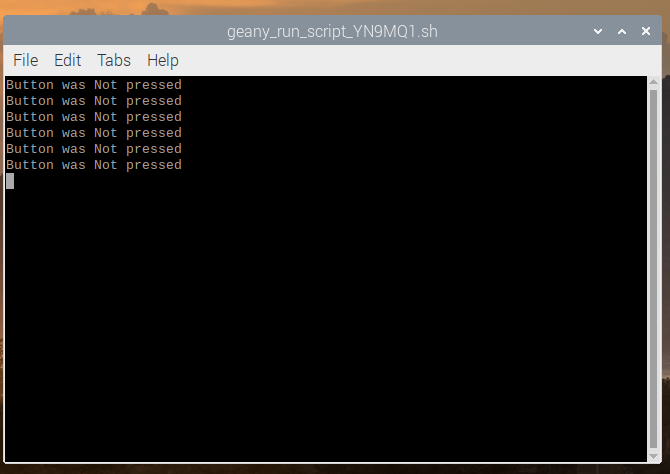 geany_run_script_YN9MQ1.sh
File Edit Tabs Help
Button was Not pressed
Button was Not pressed
Button was Not pressed
Button was Not pressed
Button was Not pressed
Button was Not pressed